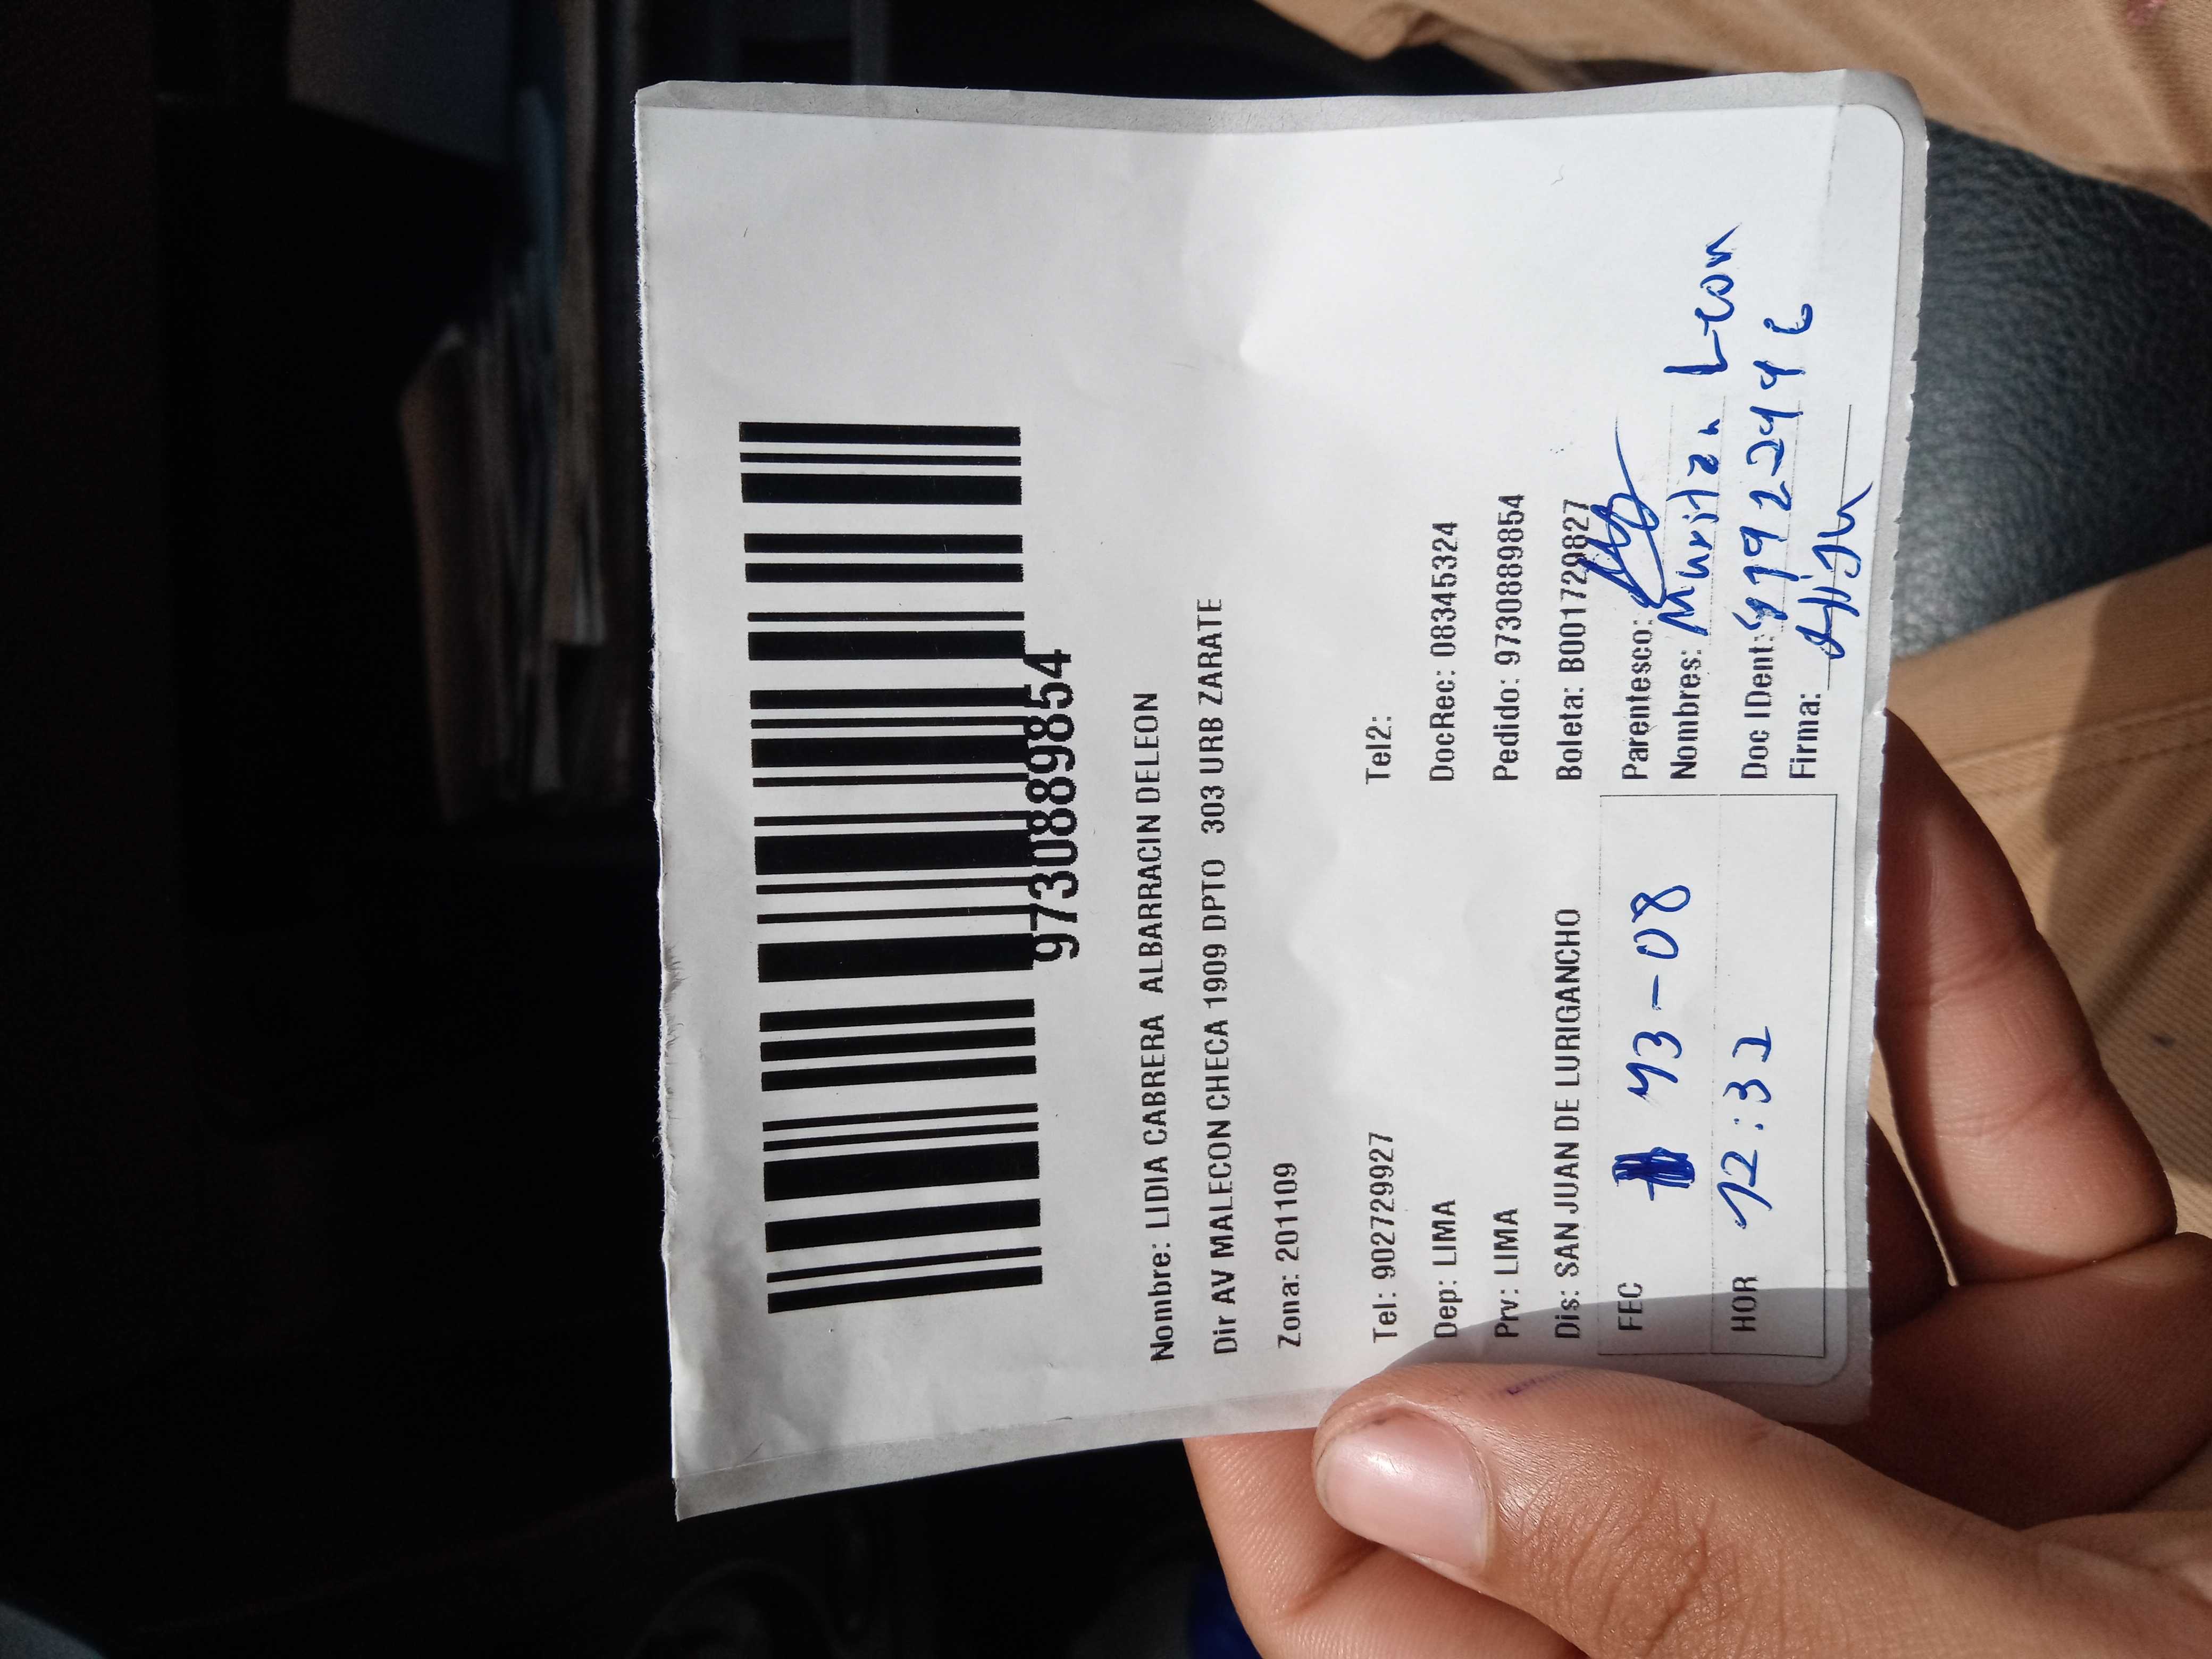 9730889854
Nombre: LIDIA CABRERA ALBARRACIN DELEON
Dir AV MALECON CHECA 1909 DPTO 303 URB ZARATE
Zona: 201109
Tel: 902729927 Tel2:
Dep: LIMA DocRec: 08345324
Prv: LIMA Pedido: 9730889854
Dis: SAN JUAN DE LURIGANCHO Boleta: B001729827
FEC 13-08 Parentesco:
Nombres: Leon
HOR 12:32 Doc IDent:
Firma: Hija